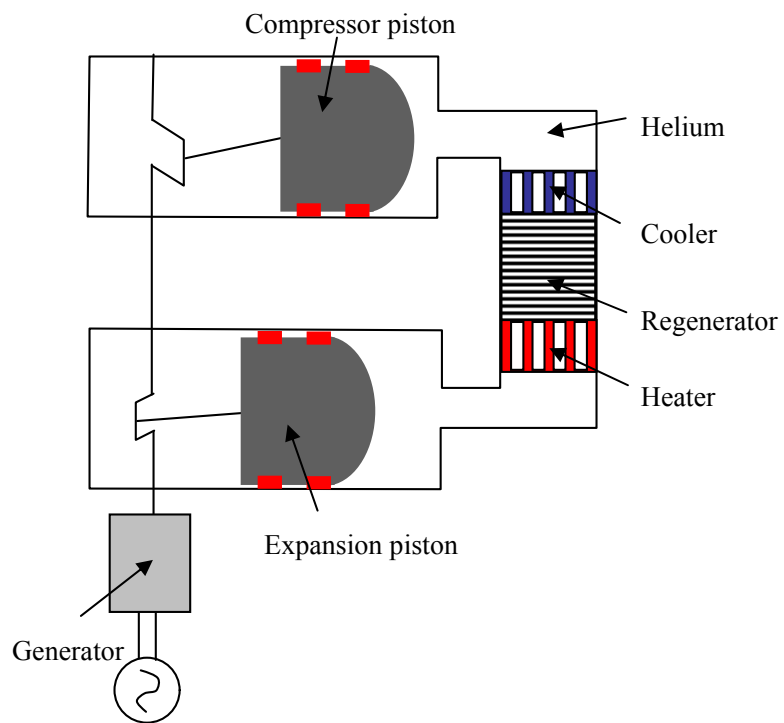 Compressor piston
Helium
Cooler
Regenerator
Heater
Expansion piston
Generator